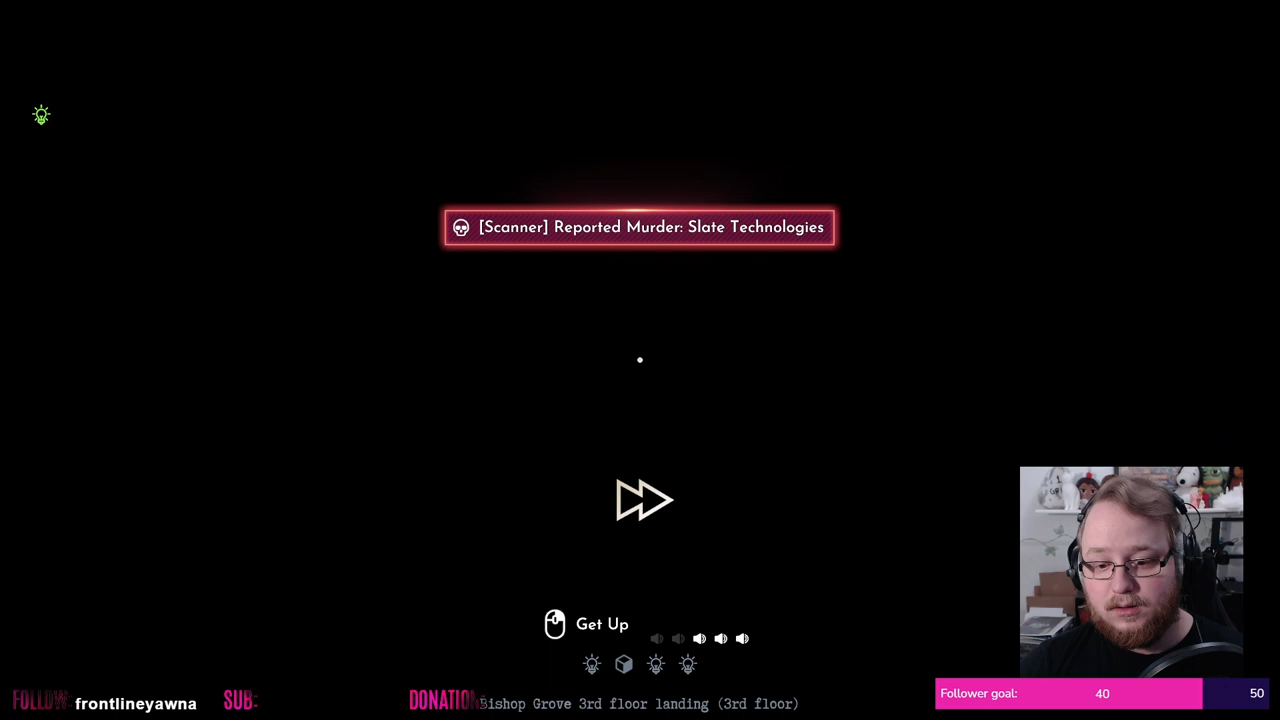 [Scanner] Reported Murder: Slate Technologies
Get Up
FOLLOW: frontlineyawna
SUB:
DONATION
Bishop Grove 3rd floor landing (3rd floor)
Follower goal:
40
50